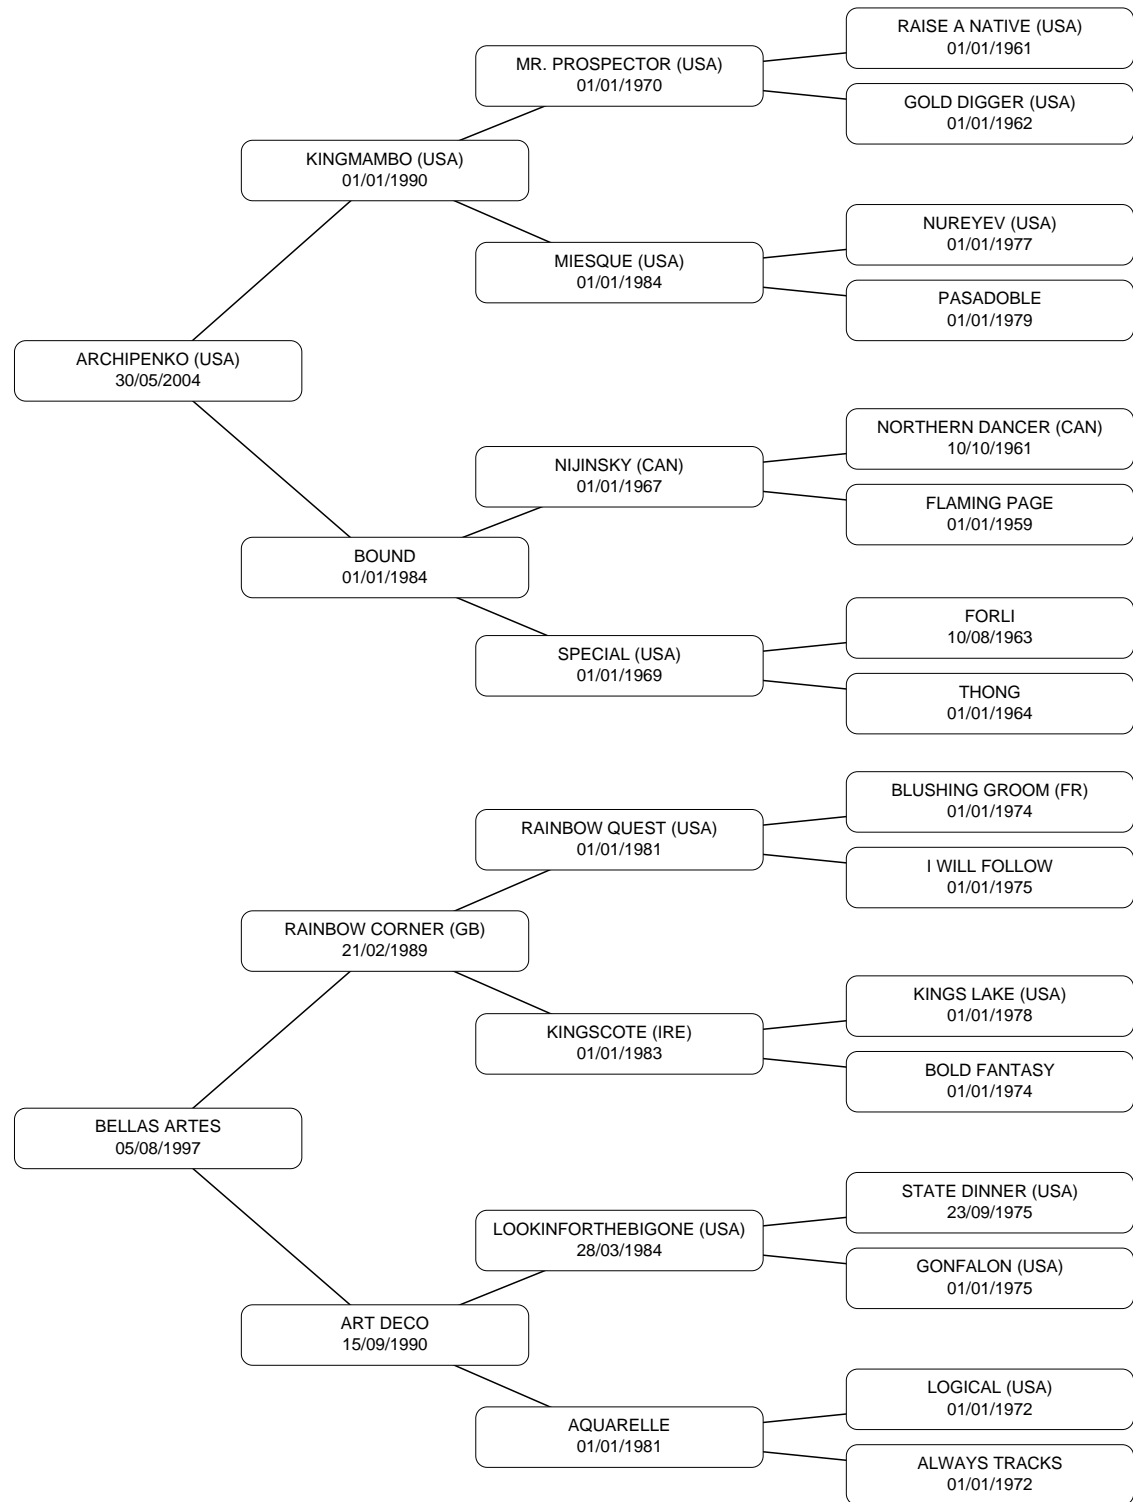 RAISE A NATIVE (USA)
01/01/1961
MR. PROSPECTOR (USA)
01/01/1970
GOLD DIGGER (USA)
01/01/1962
KINGMAMBO (USA)
01/01/1990
NUREYEV (USA)
01/01/1977
MIESQUE (USA)
01/01/1984
PASADOBLE
01/01/1979
ARCHIPENKO (USA)
30/05/2004
NORTHERN DANCER (CAN)
10/10/1961
NIJINSKY (CAN)
01/01/1967
FLAMING PAGE
01/01/1959
BOUND
01/01/1984
FORLI
10/08/1963
SPECIAL (USA)
01/01/1969
THONG
01/01/1964
BLUSHING GROOM (FR)
01/01/1974
RAINBOW QUEST (USA)
01/01/1981
I WILL FOLLOW
01/01/1975
RAINBOW CORNER (GB)
21/02/1989
KINGS LAKE (USA)
01/01/1978
KINGSCOTE (IRE)
01/01/1983
BOLD FANTASY
01/01/1974
BELLAS ARTES
05/08/1997
STATE DINNER (USA)
23/09/1975
LOOKINFORTHEBIGONE (USA)
28/03/1984
GONFALON (USA)
01/01/1975
ART DECO
15/09/1990
LOGICAL (USA)
01/01/1972
AQUARELLE
01/01/1981
ALWAYS TRACKS
01/01/1972